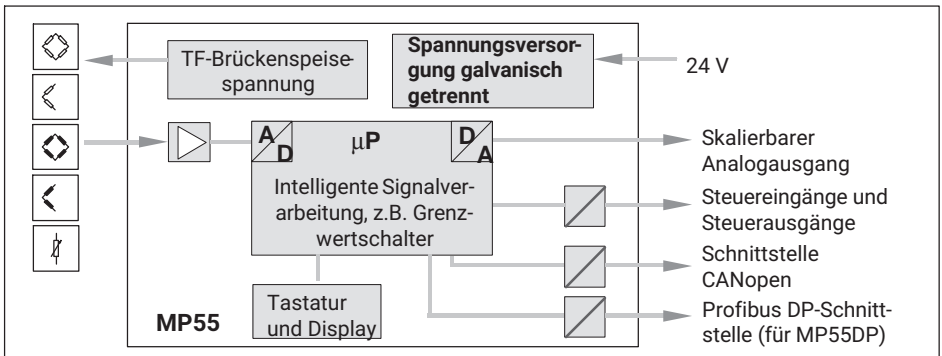 TF-Brückenspeise-
spannung
Spannungsversor-
gung galvanisch
getrennt
24 V
A
D
µP
D
A
Intelligente Signalver-
arbeitung, z.B. Grenz-
wertschalter
Skalierbarer
Analogausgang
Steuereingänge und
Steuerausgänge
Schnittstelle
CANopen
Tastatur
und Display
MP55
Profibus DP-Schnitt-
stelle (für MP55DP)